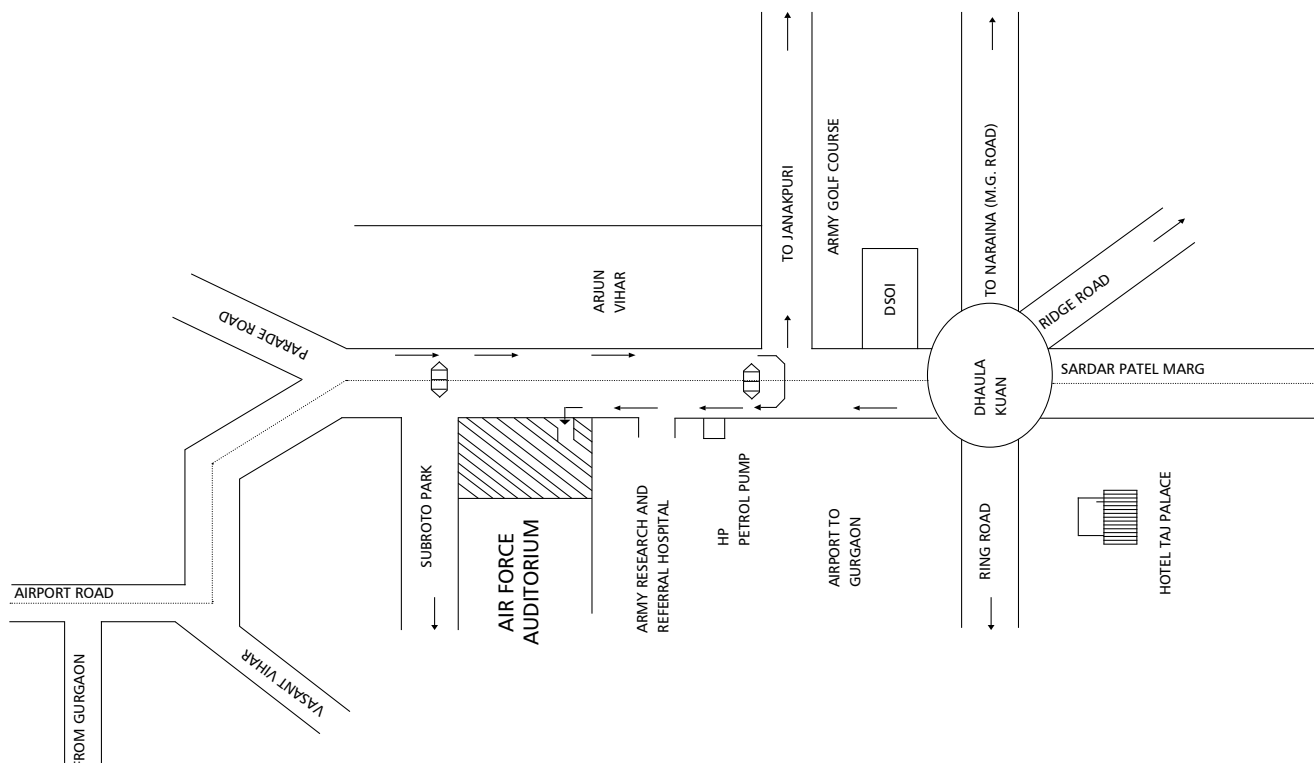 TO JANAKPURI
ARMY GOLF COURSE
TO NARAINA (M.G. ROAD)
RIDGE ROAD
DSOI
ARJUN
VIHAR
PARADE ROAD
SARDAR PATEL MARG
DHAULA
KUAN
SUBROTO PARK
AIR FORCE
AUDITORIUM
ARMY RESEARCH AND
REFERRAL HOSPITAL
HP
PETROL PUMP
AIRPORT TO
GURGAON
RING ROAD
HOTEL TAJ PALACE
AIRPORT ROAD
VASANT VIHAR
FROM GURGAON